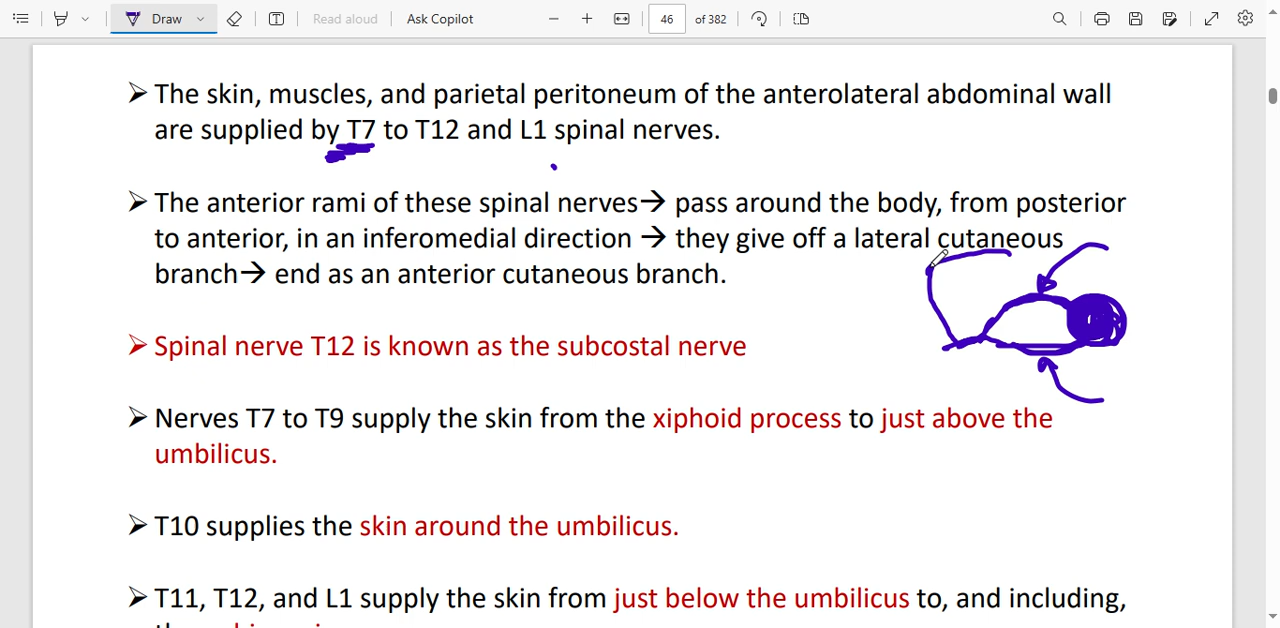 Draw
Read aloud
Ask Copilot
46 of 382
➢ The skin, muscles, and parietal peritoneum of the anterolateral abdominal wall
are supplied by T7 to T12 and L1 spinal nerves.
➢ The anterior rami of these spinal nerves→ pass around the body, from posterior
to anterior, in an inferomedial direction → they give off a lateral cutaneous
branch→ end as an anterior cutaneous branch.
➢ Spinal nerve T12 is known as the subcostal nerve
➢ Nerves T7 to T9 supply the skin from the xiphoid process to just above the
umbilicus.
➢ T10 supplies the skin around the umbilicus.
➢ T11, T12, and L1 supply the skin from just below the umbilicus to, and including,